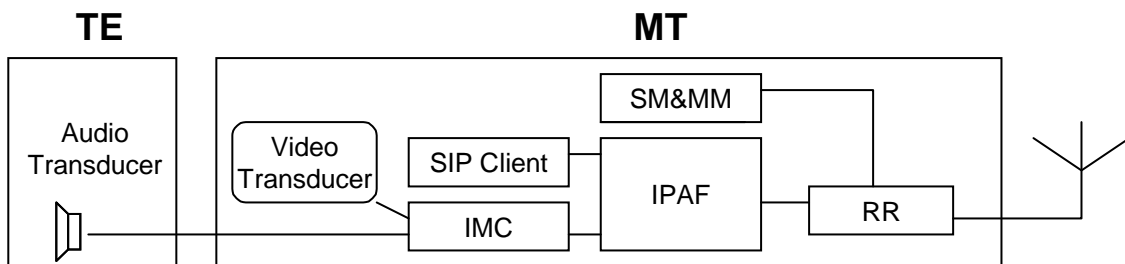 TE
MT
Audio
Transducer
Video
Transducer
SIP Client
IMC
SM&MM
IPAF
RR